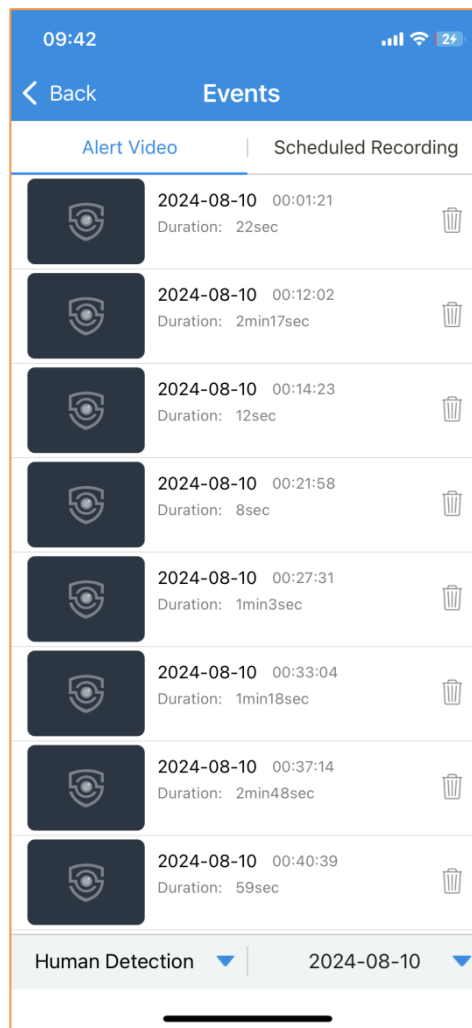 09:42
24
Back
Events
Alert Video
Scheduled Recording
2024-08-10 00:01:21
Duration: 22sec
2024-08-10 00:12:02
Duration: 2min17sec
2024-08-10 00:14:23
Duration: 12sec
2024-08-10 00:21:58
Duration: 8sec
2024-08-10 00:27:31
Duration: 1min3sec
2024-08-10 00:33:04
Duration: 1min18sec
2024-08-10 00:37:14
Duration: 2min48sec
2024-08-10 00:40:39
Duration: 59sec
Human Detection
2024-08-10